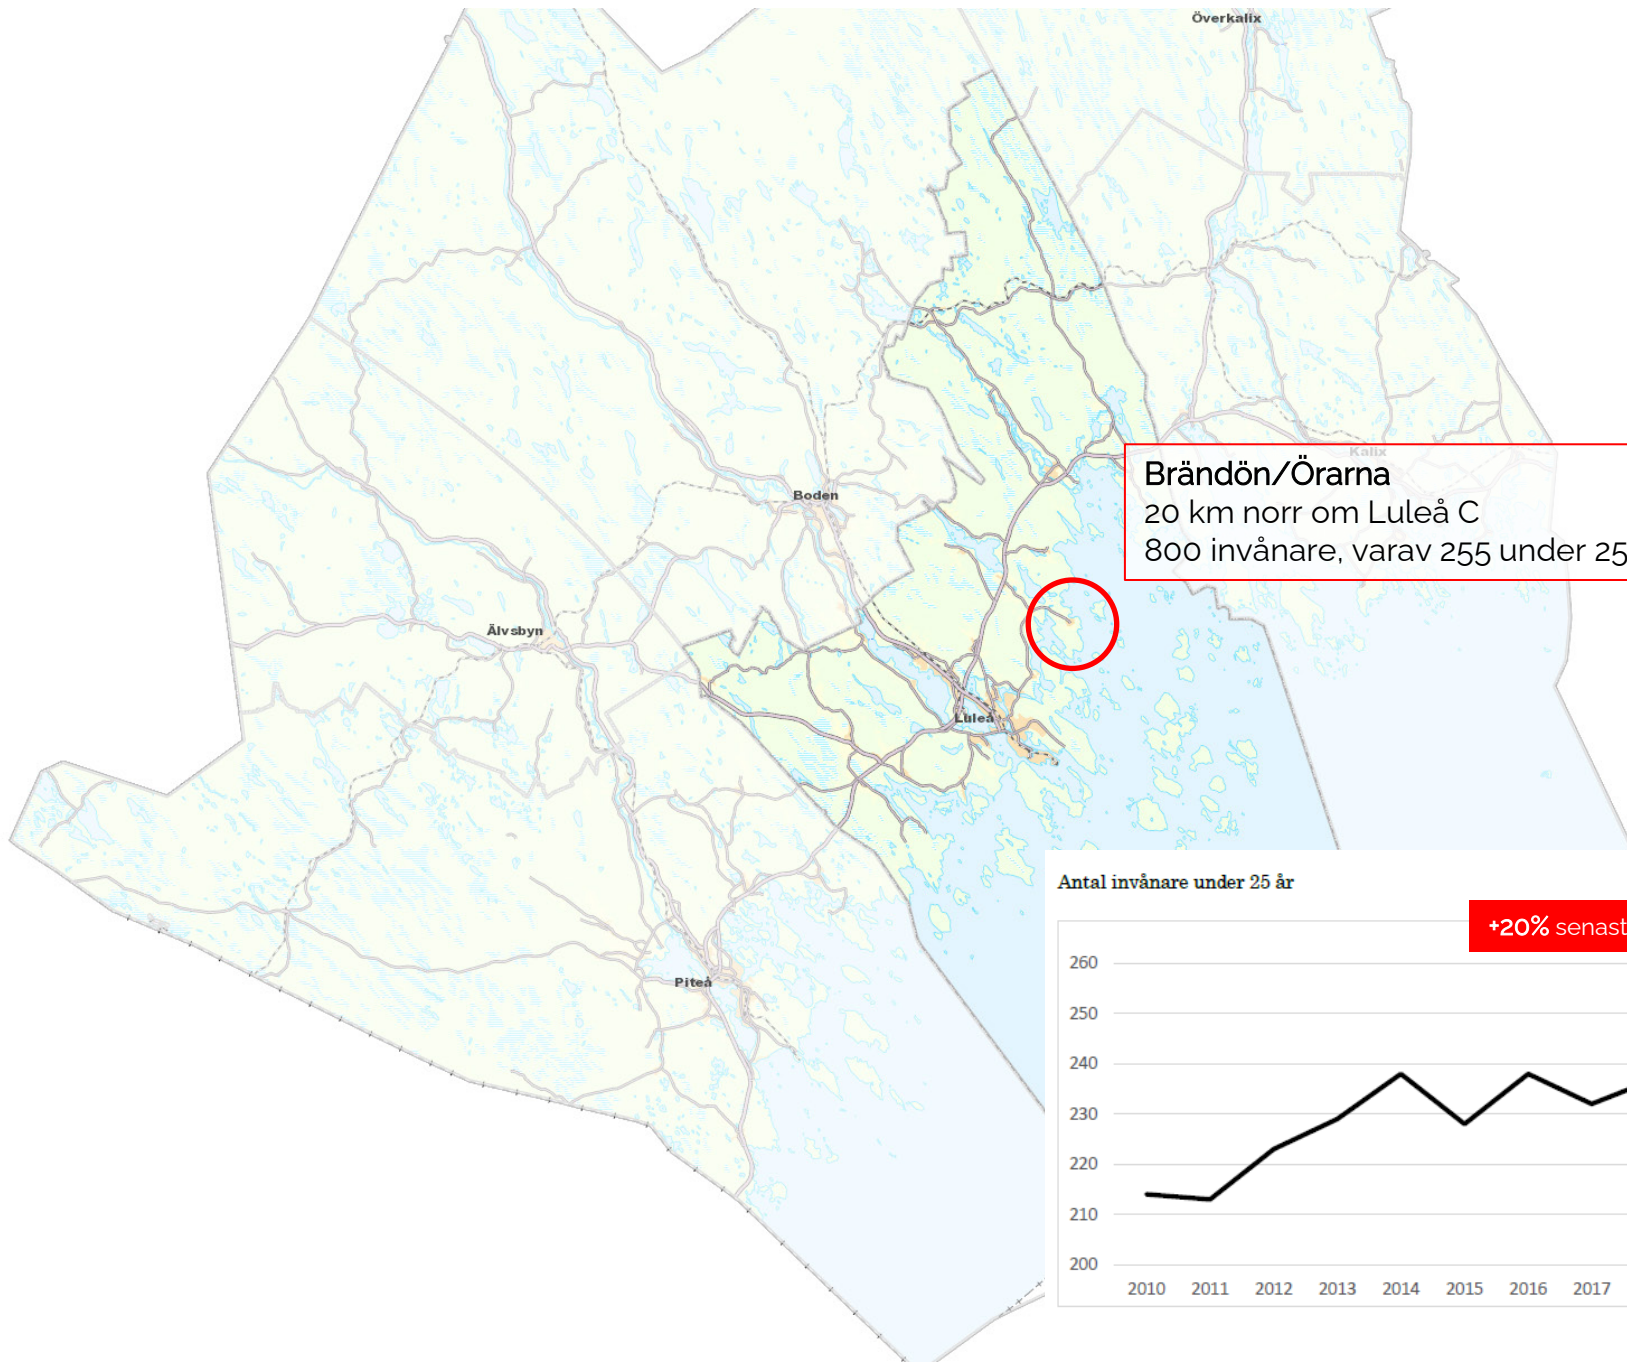 Överkalix
Kalix
Brändön/Örarna
20 km norr om Luleå C
800 invånare, varav 255 under 25
Boden
Älvsbyn
Luleå
Piteå
Antal invånare under 25 år
+20% senast
260
250
240
230
220
210
200
2010 2011 2012 2013 2014 2015 2016 2017